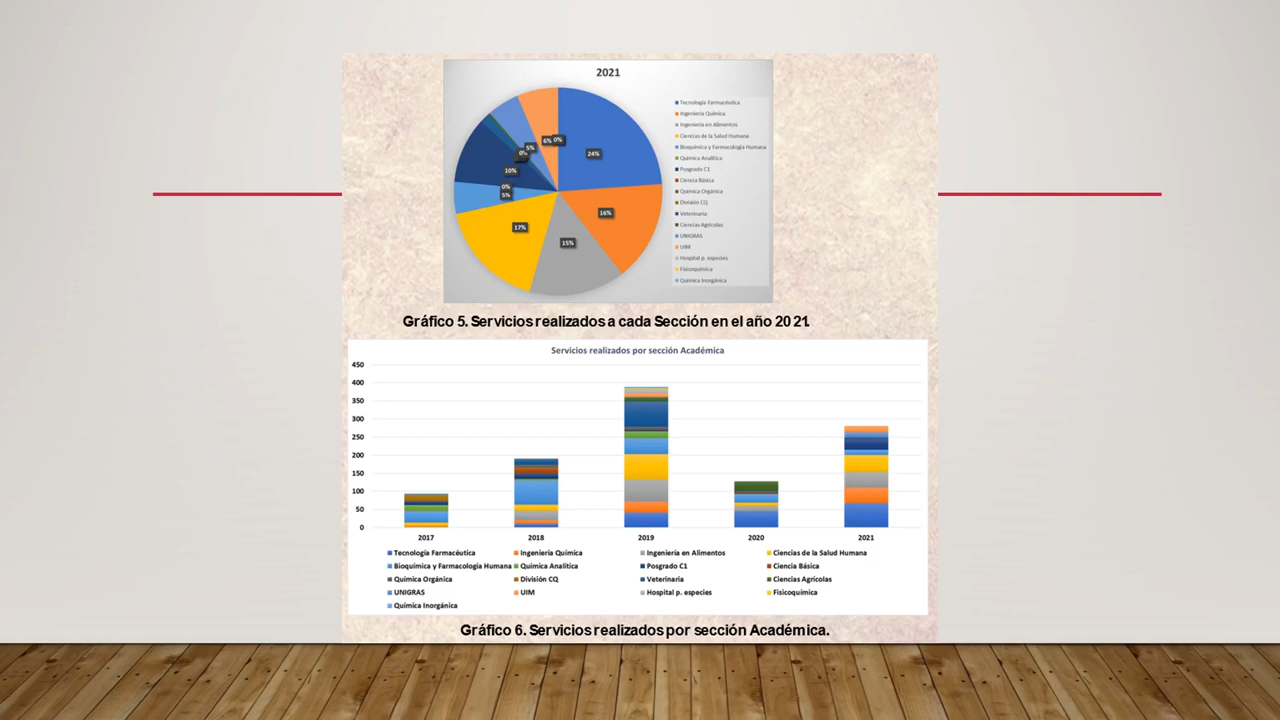 2021
24%
16%
15%
17%
5%
0%
10%
0%
5%
6%
0%
Tecnología Farmacéutica
Ingeniería Química
Ingeniería en Alimentos
Ciencias de la Salud Humana
Bioquímica y Farmacología Humana
Química Analítica
Posgrado C1
Ciencia Básica
Química Orgánica
División CQ
Veterinaria
Ciencias Agrícolas
UNIGRAS
UIM
Hospital p. especies
Fisicoquímica
Química Inorgánica
Gráfico 5. Servicios realizados a cada Sección en el año 2021.
Servicios realizados por sección Académica
450
400
350
300
250
200
150
100
50
0
2017 2018 2019 2020 2021
Tecnología Farmacéutica Ingeniería Química Ingeniería en Alimentos Ciencias de la Salud Humana
Bioquímica y Farmacología Humana Química Analítica Posgrado C1 Ciencia Básica
Química Orgánica División CQ Veterinaria Ciencias Agrícolas
UNIGRAS UIM Hospital p. especies Fisicoquímica
Química Inorgánica
Gráfico 6. Servicios realizados por sección Académica.